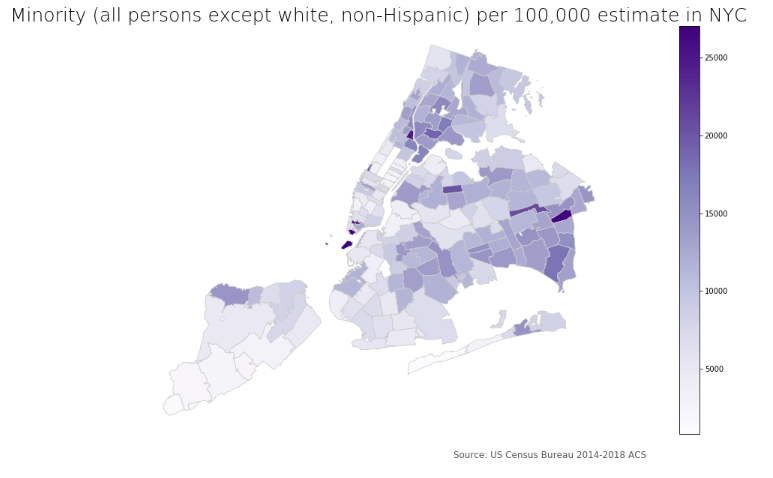 Minority (all persons except white, non-Hispanic) per 100,000 estimate in NYC
25000
20000
15000
10000
5000
Source: US Census Bureau 2014-2018 ACS